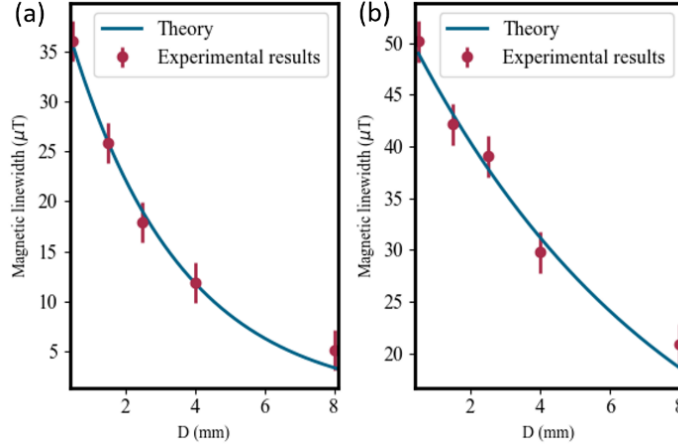 (a)
Theory
Experimental results
Magnetic linewidth (μT)
35
30
25
20
15
10
5
2
4
6
8
D (mm)
(b)
Theory
Experimental results
Magnetic linewidth (μT)
50
45
40
35
30
25
20
2
4
6
8
D (mm)